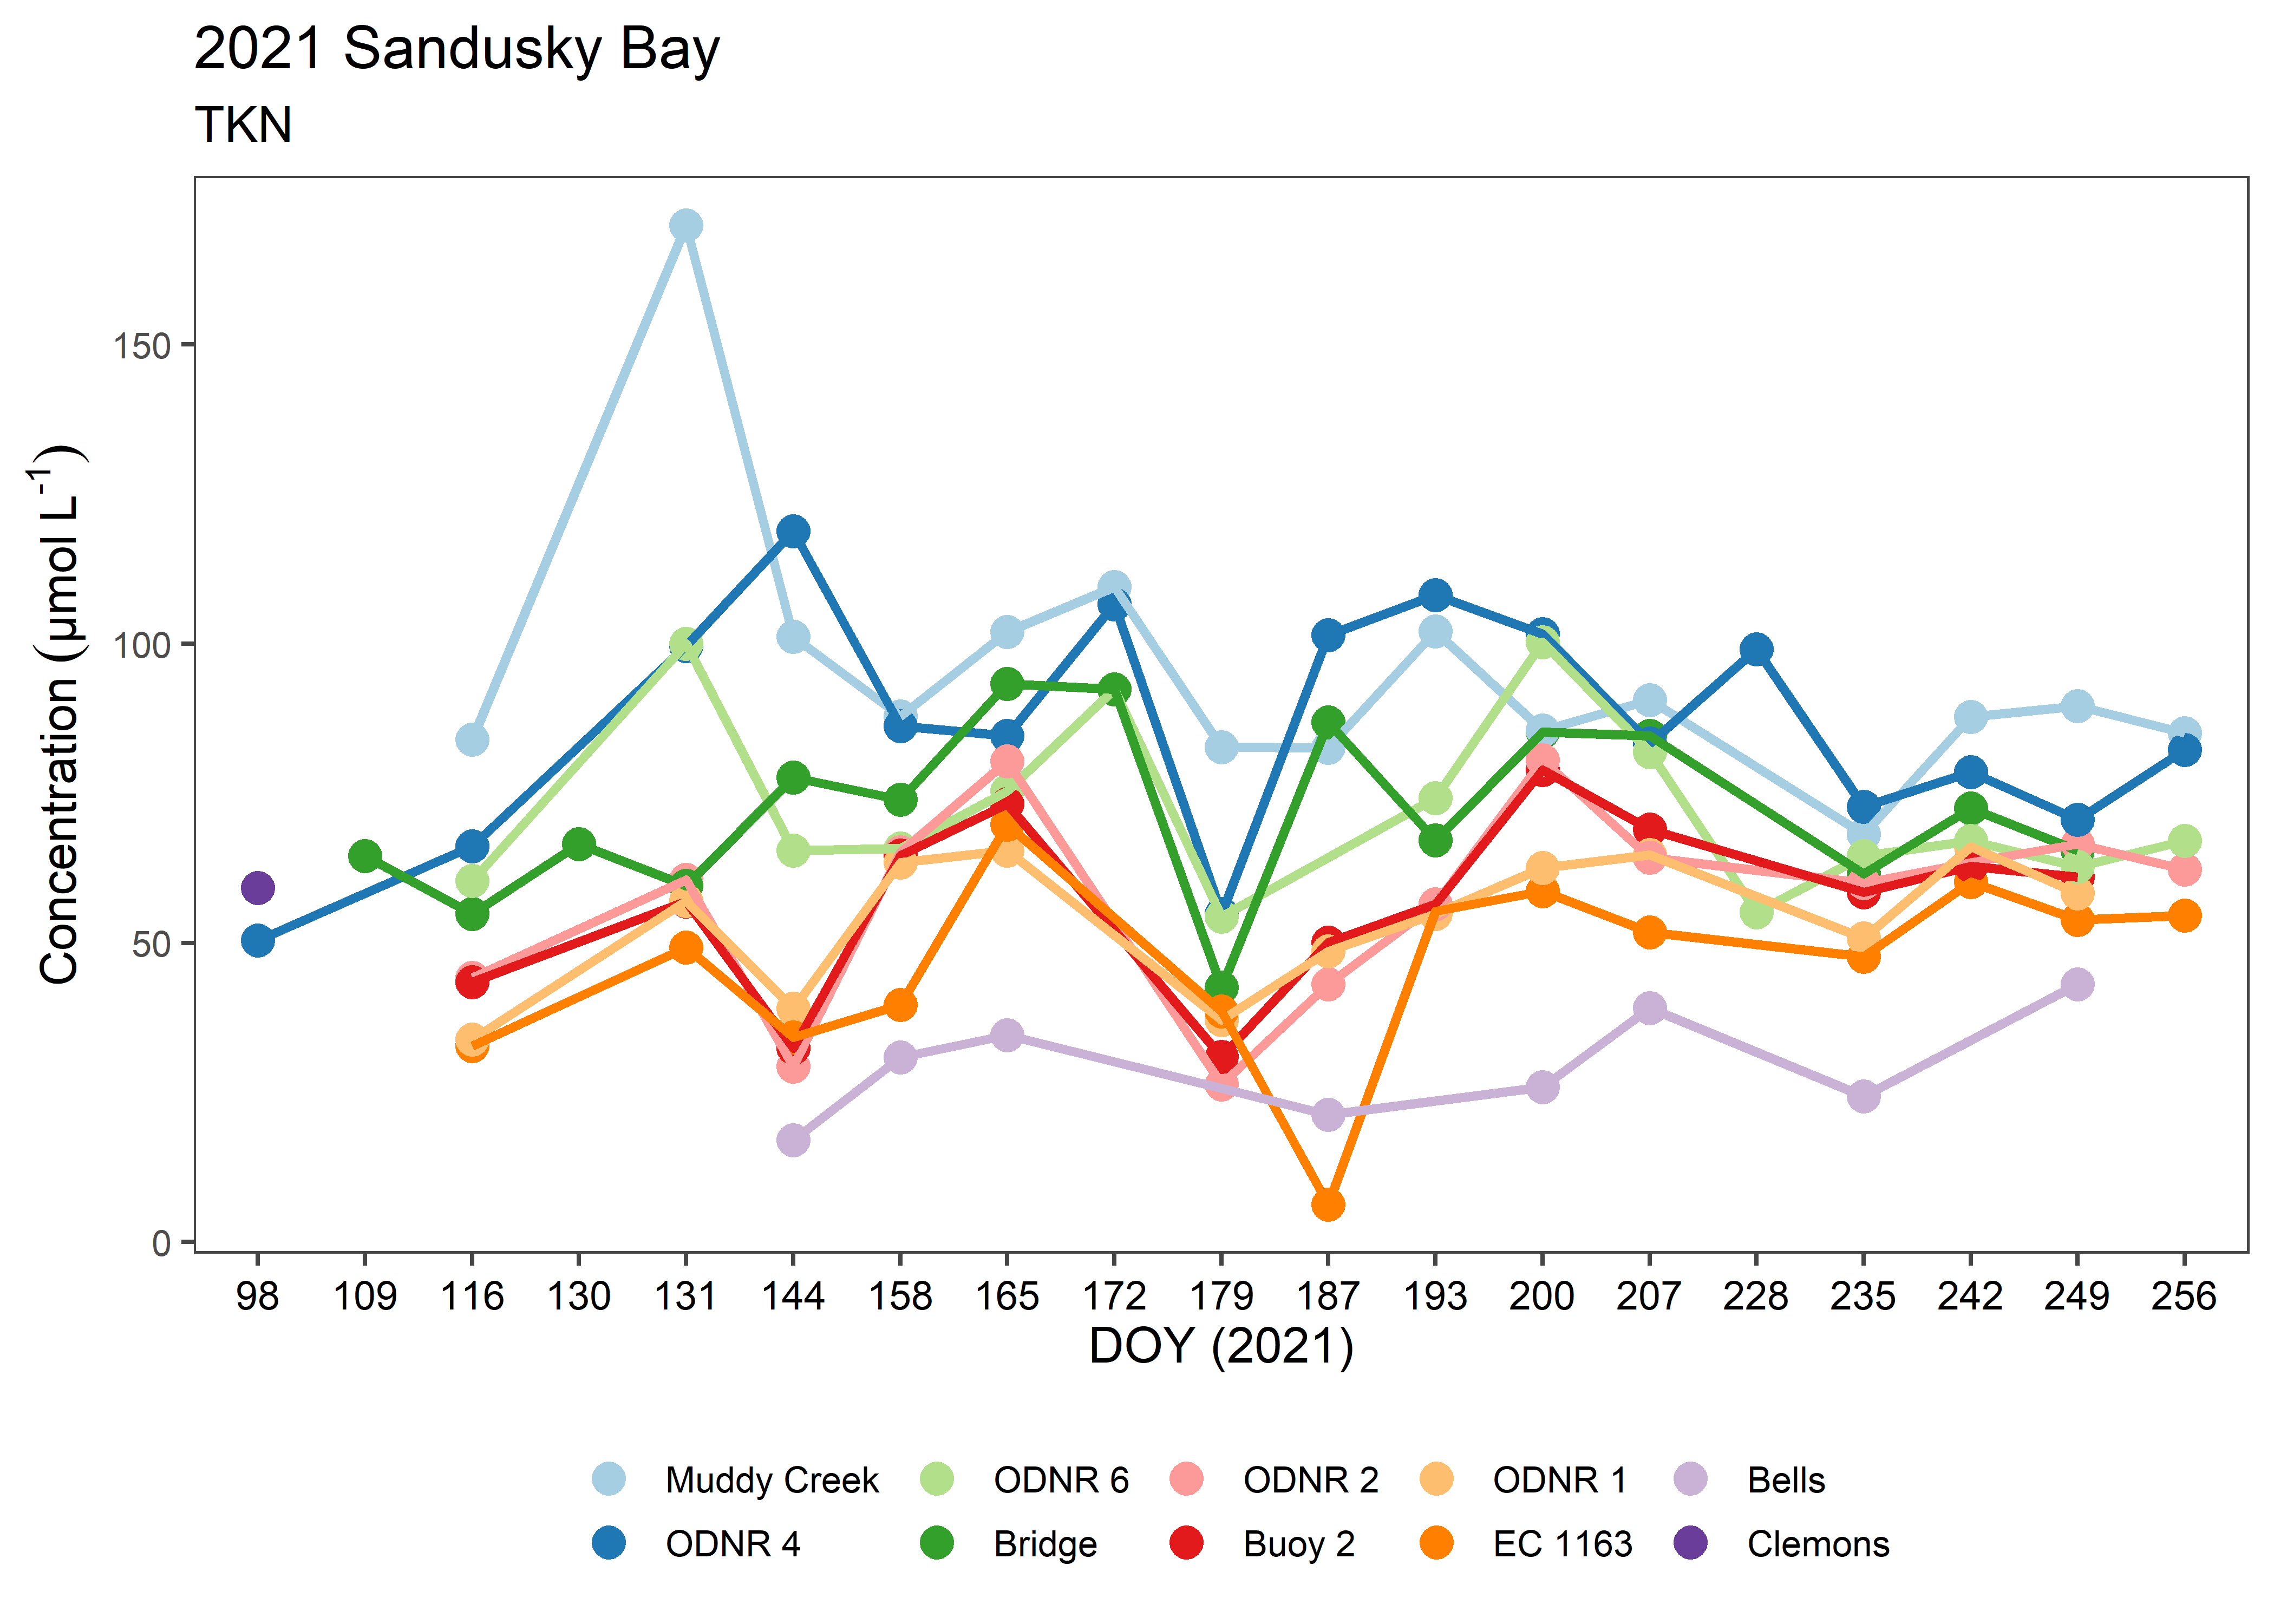 2021 Sandusky Bay
TKN
Concentration (µmol L⁻¹)
150
100
50
0
98 109 116 130 131 144 158 165 172 179 187 193 200 207 228 235 242 249 256
DOY (2021)
Muddy Creek ODNR 6 ODNR 2 ODNR 1 Bells
ODNR 4 Bridge Buoy 2 EC 1163 Clemons